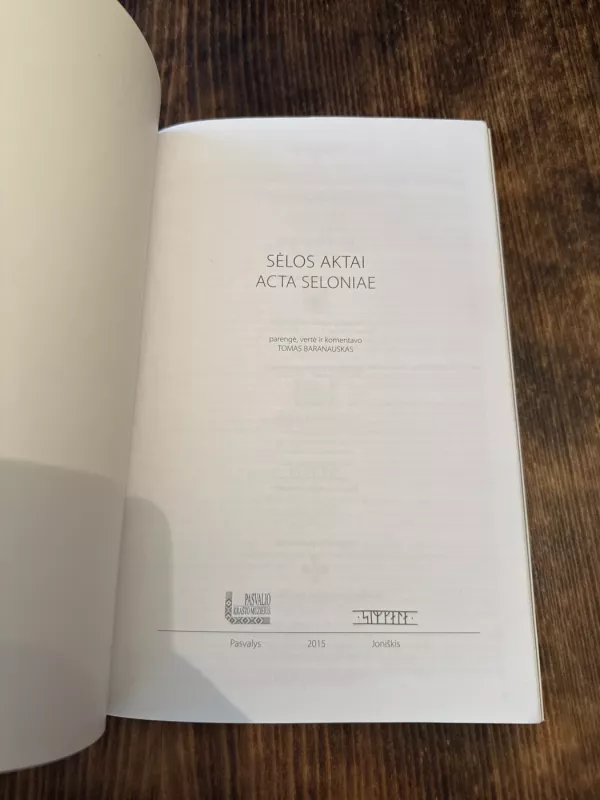 SĖLOS AKTAI
ACTA SELONIAE
parengė, vertė ir komentavo
TOMAS BARANAUSKAS
PASVALIO
KRAŠTO MUZIEJUS
Pasvalys 2015 Joniškis